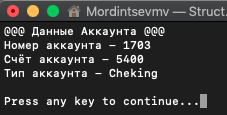 Mordintsevmv — Struct.
@@@ Данные Аккаунта @@@
Номер аккаунта – 1703
Счёт аккаунта – 5400
Тип аккаунта – Cheking
Press any key to continue...